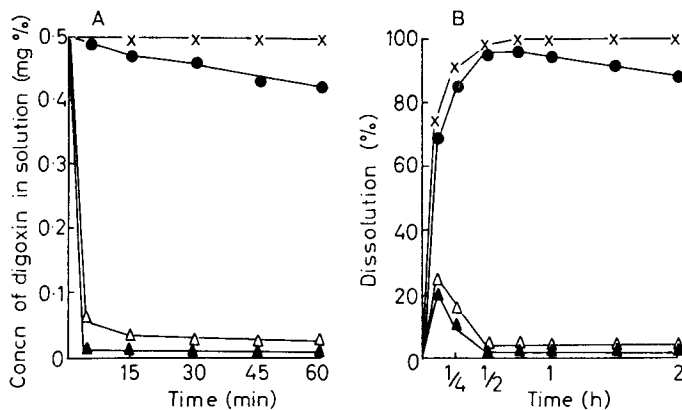 A
B
0·5
0·4
0·3
0·2
0·1
0
Concn of digoxin in solution (mg %)
15 30 45 60
Time (min)
100
80
60
40
20
0
Dissolution (%)
1/4 1/2 1 2
Time (h)